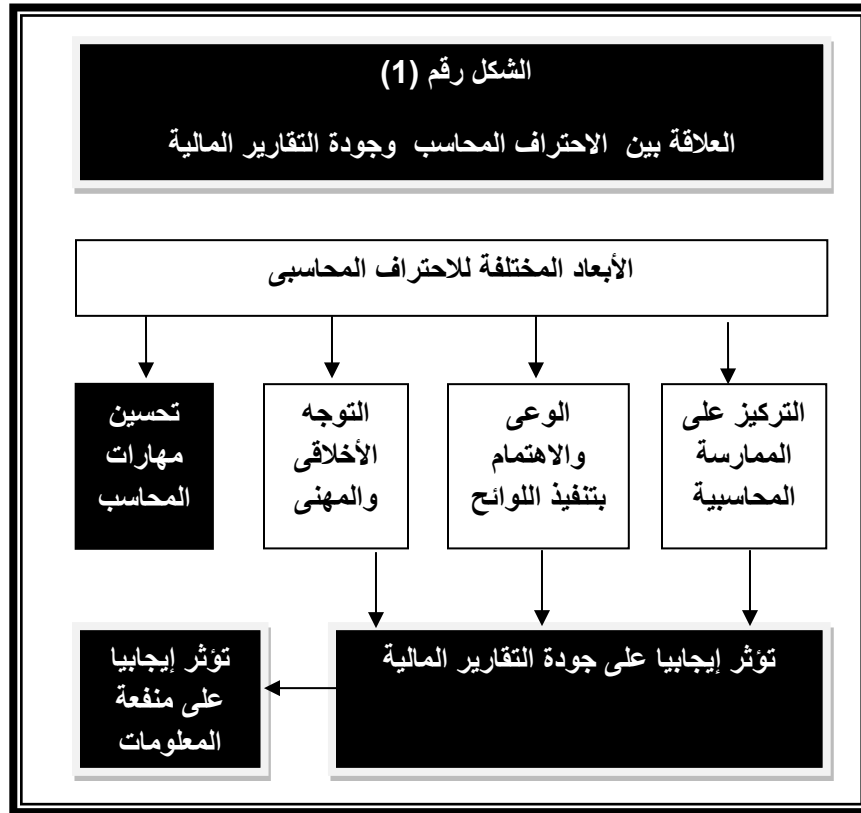 الشكل رقم (1)
العلاقة بين الاحتراف المحاسب وجودة التقارير المالية
الأبعاد المختلفة للاحتراف المحاسبى
التركيز على
الممارسة
المحاسبية
الوعى
والاهتمام
بتنفيذ اللوائح
التوجه
الأخلاقى
والمهنى
تحسين
مهارات
المحاسب
تؤثر إيجابيا على جودة التقارير المالية
تؤثر إيجابيا
على منفعة
المعلومات